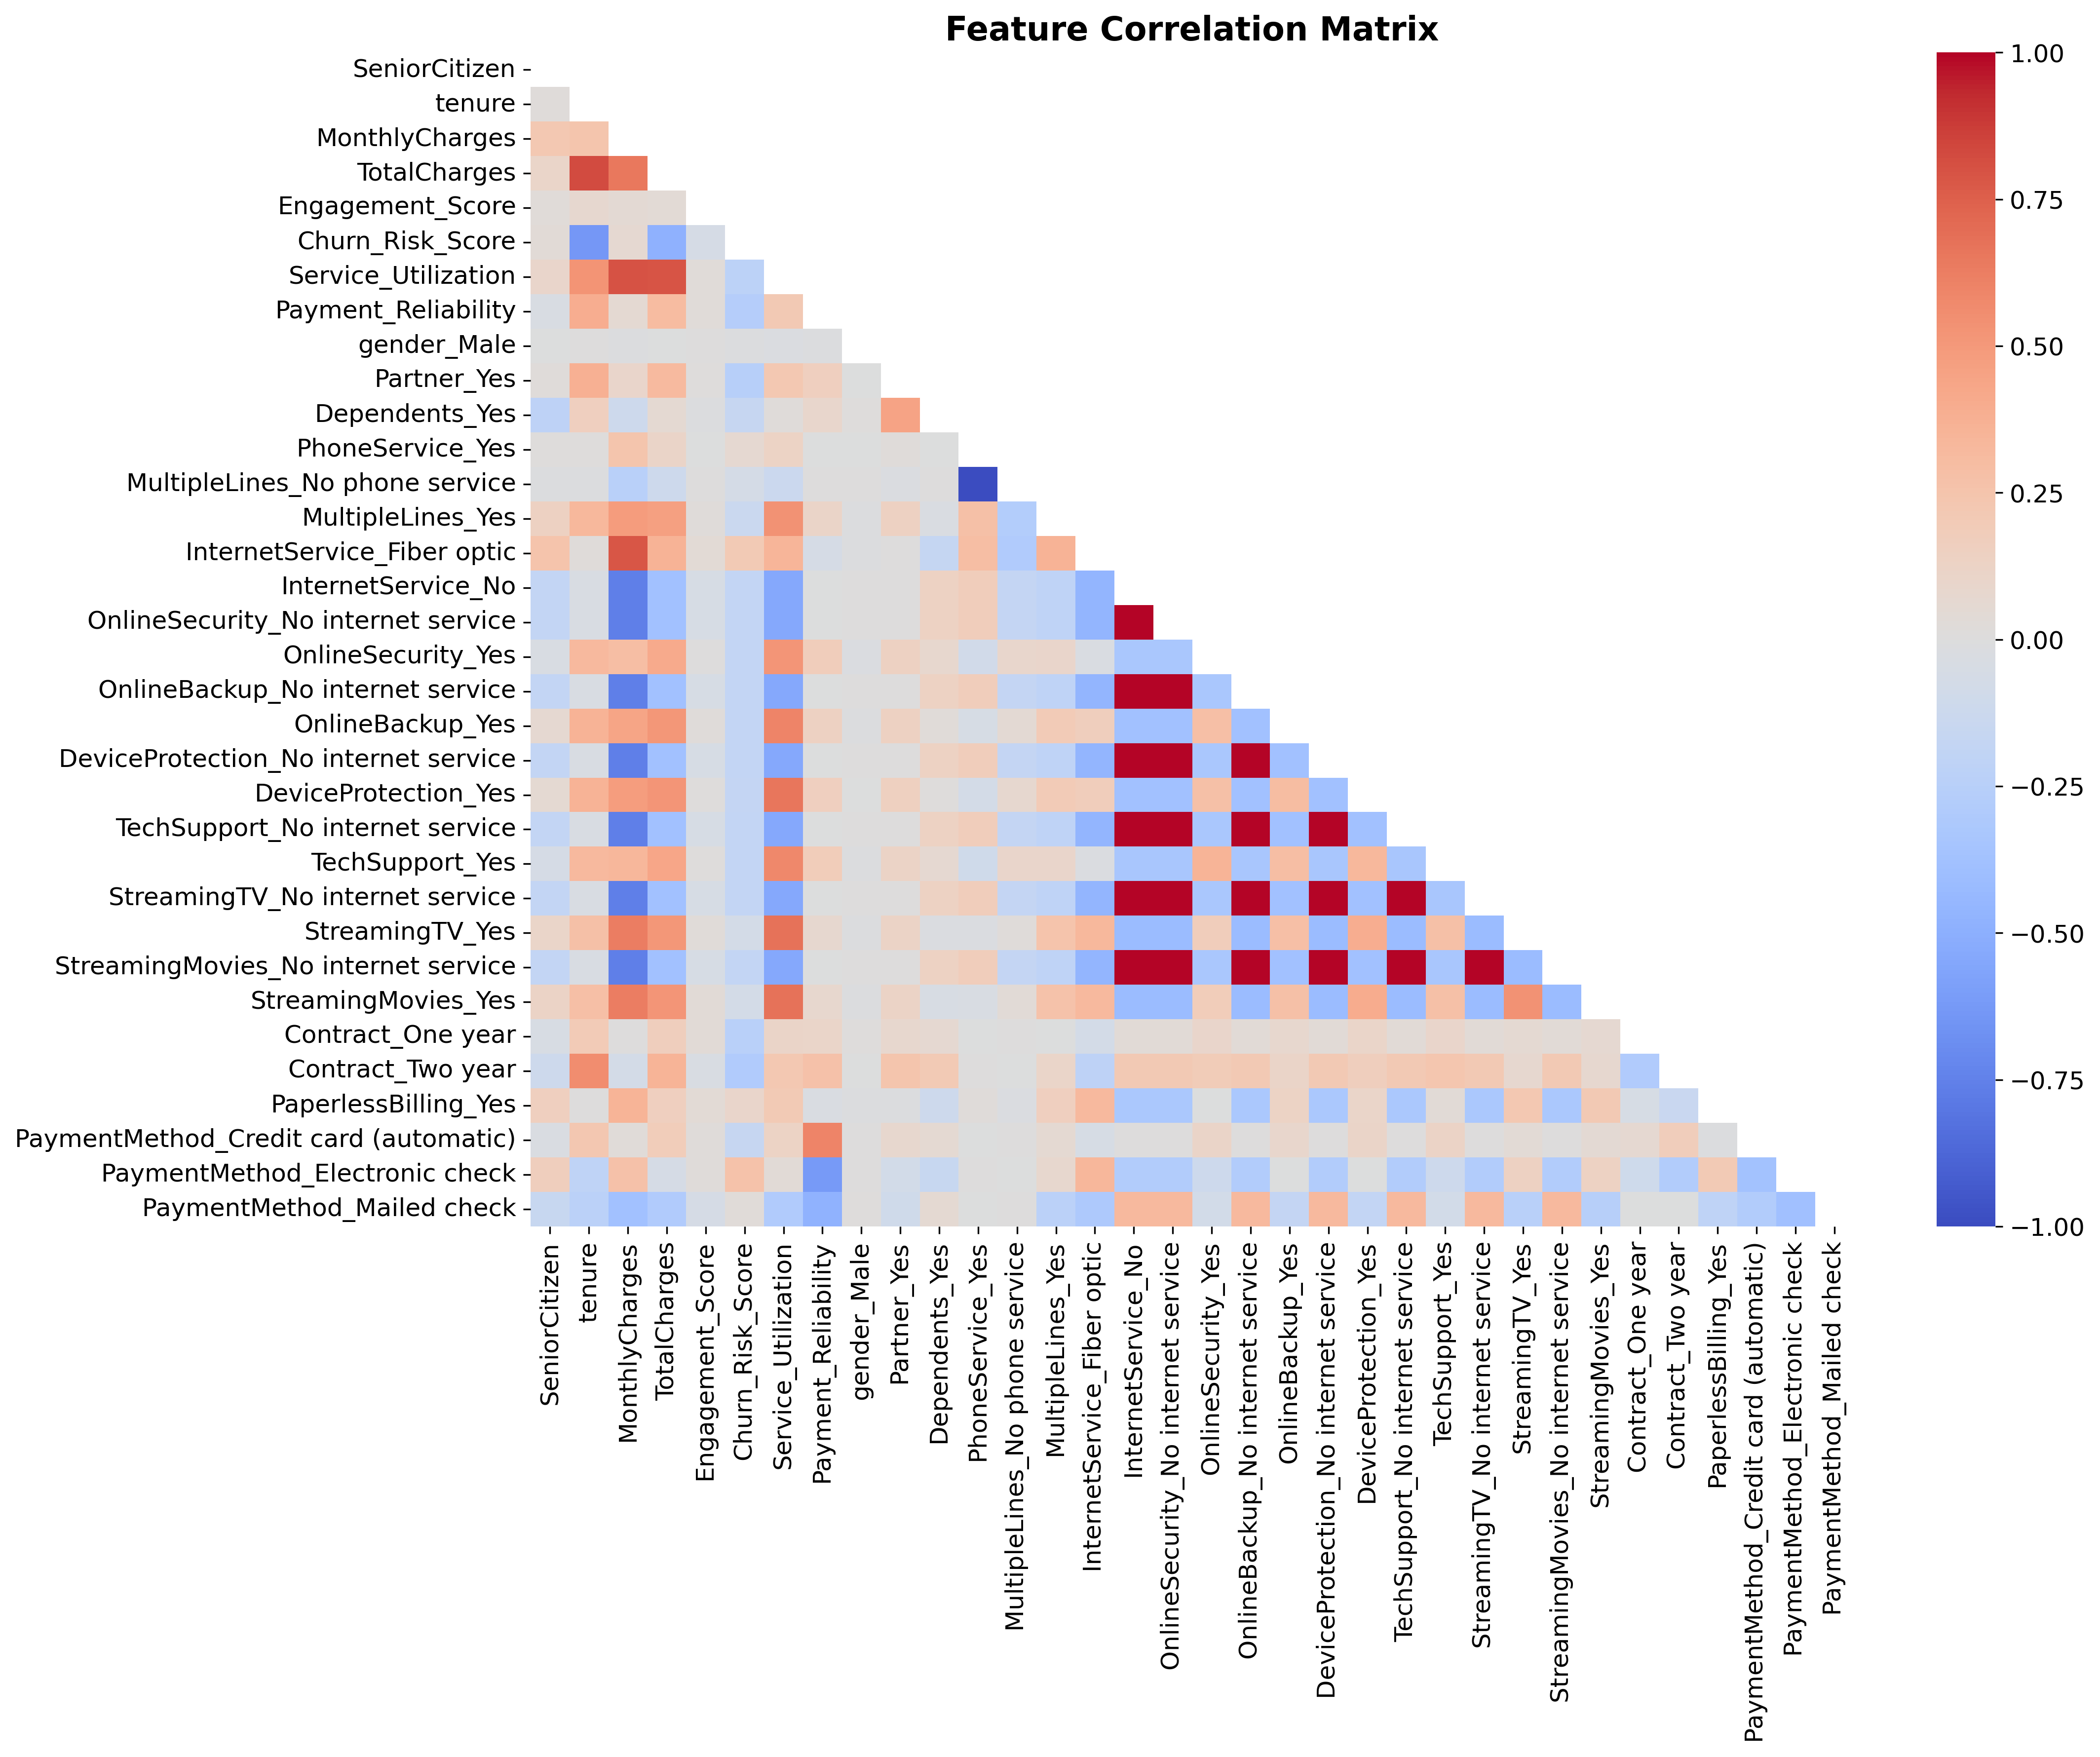 Feature Correlation Matrix
SeniorCitizen
tenure
MonthlyCharges
TotalCharges
Engagement_Score
Churn_Risk_Score
Service_Utilization
Payment_Reliability
gender_Male
Partner_Yes
Dependents_Yes
PhoneService_Yes
MultipleLines_No phone service
MultipleLines_Yes
InternetService_Fiber optic
InternetService_No
OnlineSecurity_No internet service
OnlineSecurity_Yes
OnlineBackup_No internet service
OnlineBackup_Yes
DeviceProtection_No internet service
DeviceProtection_Yes
TechSupport_No internet service
TechSupport_Yes
StreamingTV_No internet service
StreamingTV_Yes
StreamingMovies_No internet service
StreamingMovies_Yes
Contract_One year
Contract_Two year
PaperlessBilling_Yes
PaymentMethod_Credit card (automatic)
PaymentMethod_Electronic check
PaymentMethod_Mailed check
SeniorCitizen
tenure
MonthlyCharges
TotalCharges
Engagement_Score
Churn_Risk_Score
Service_Utilization
Payment_Reliability
gender_Male
Partner_Yes
Dependents_Yes
PhoneService_Yes
MultipleLines_No phone service
MultipleLines_Yes
InternetService_Fiber optic
InternetService_No
OnlineSecurity_No internet service
OnlineSecurity_Yes
OnlineBackup_No internet service
OnlineBackup_Yes
DeviceProtection_No internet service
DeviceProtection_Yes
TechSupport_No internet service
TechSupport_Yes
StreamingTV_No internet service
StreamingTV_Yes
StreamingMovies_No internet service
StreamingMovies_Yes
Contract_One year
Contract_Two year
PaperlessBilling_Yes
PaymentMethod_Credit card (automatic)
PaymentMethod_Electronic check
PaymentMethod_Mailed check
1.00
0.75
0.50
0.25
0.00
−0.25
−0.50
−0.75
−1.00